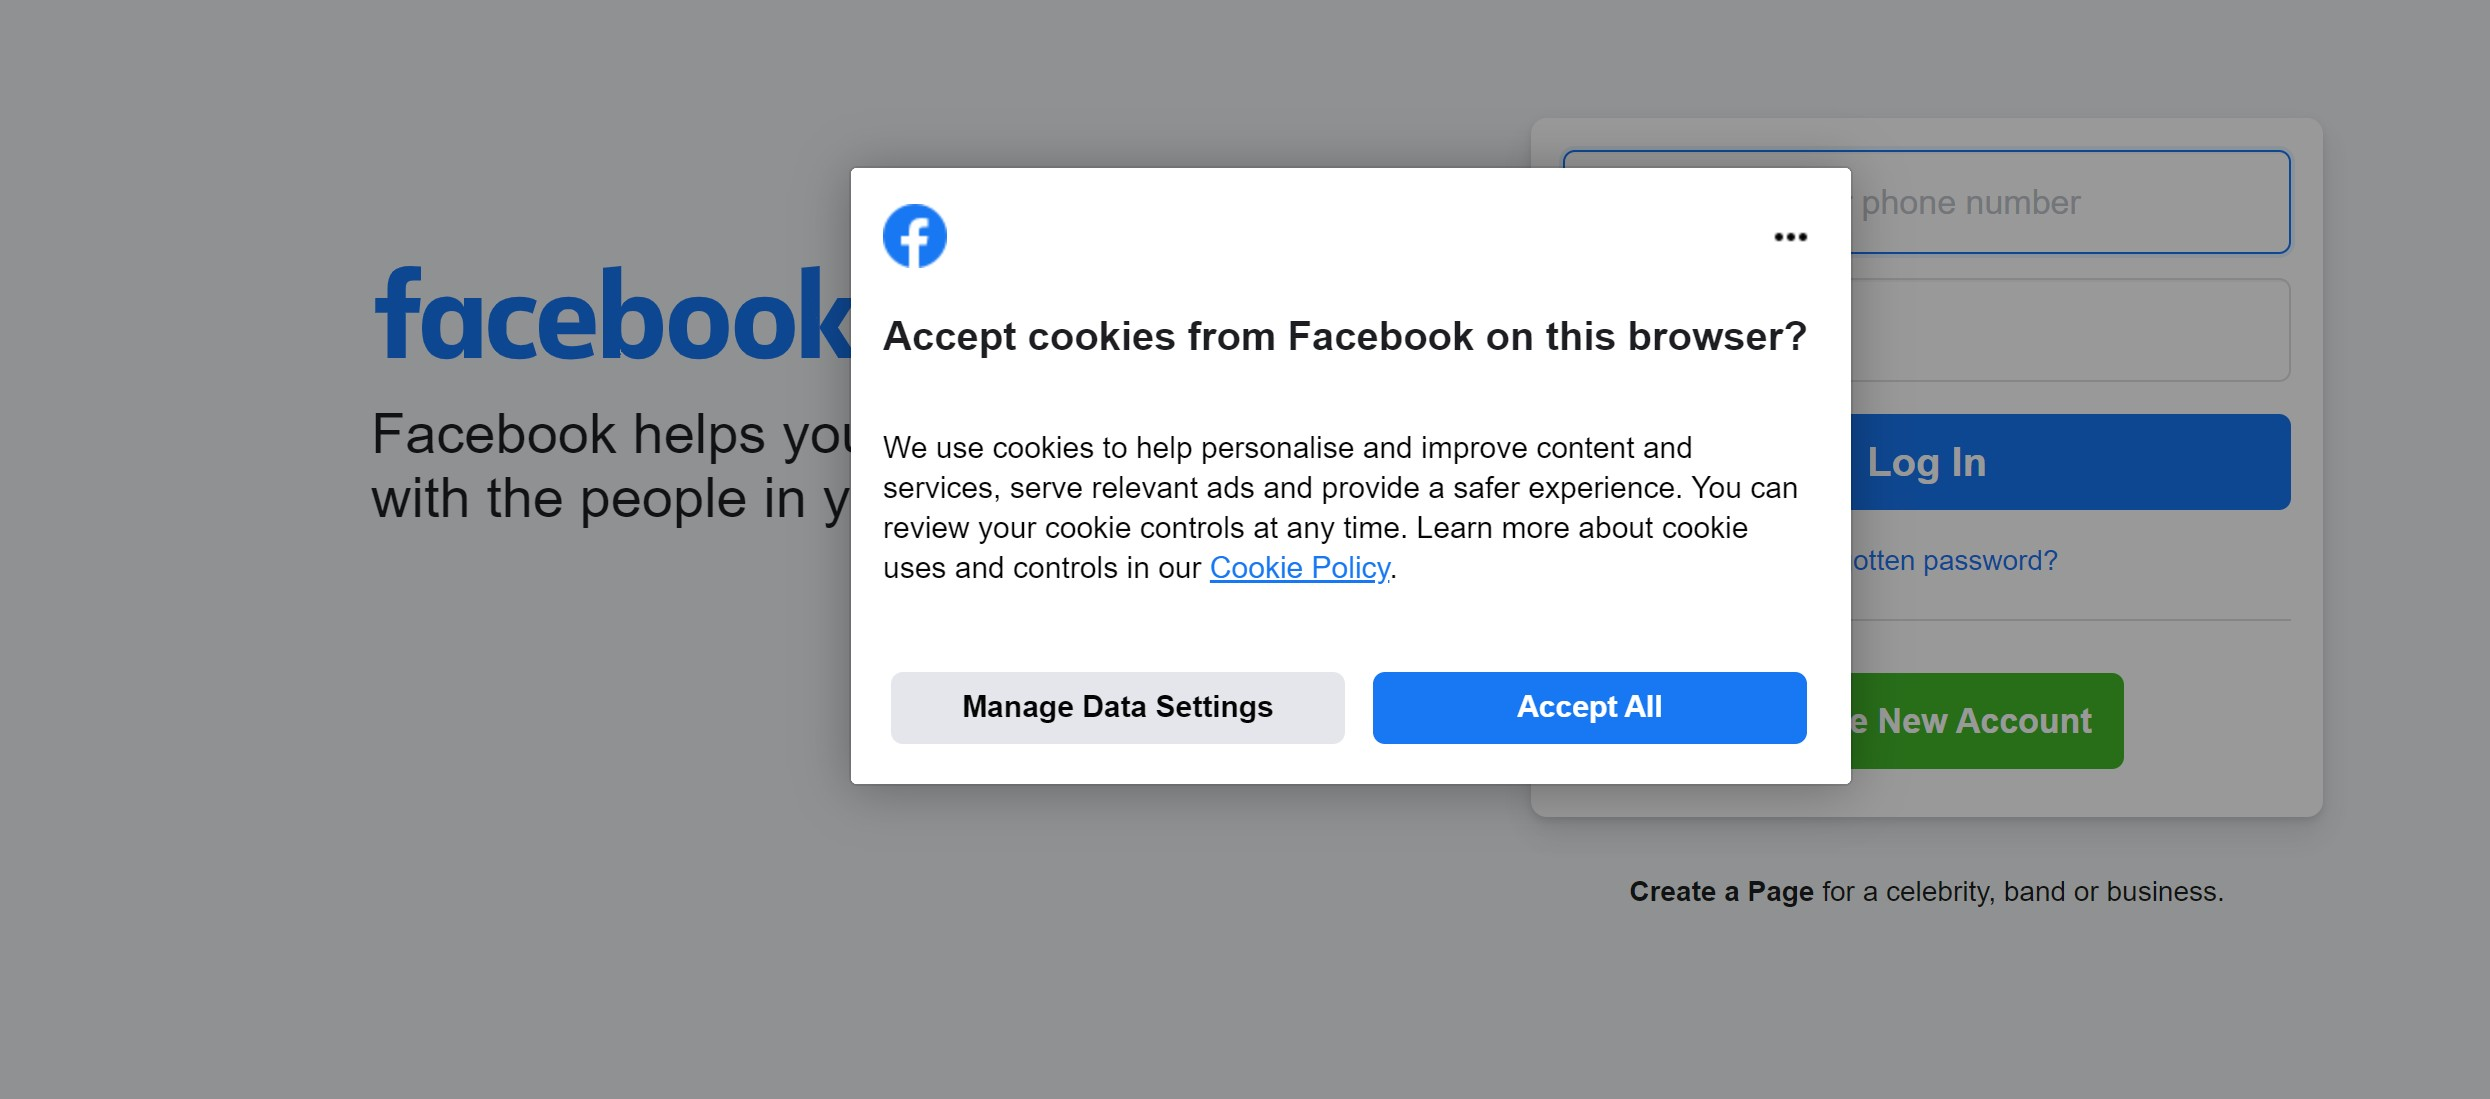 facebook
Facebook helps you
with the people in
Accept cookies from Facebook on this browser?
We use cookies to help personalise and improve content and
services, serve relevant ads and provide a safer experience. You can
review your cookie controls at any time. Learn more about cookie
uses and controls in our Cookie Policy.
Manage Data Settings
Accept All
phone number
Log In
otten password?
e New Account
Create a Page for a celebrity, band or business.